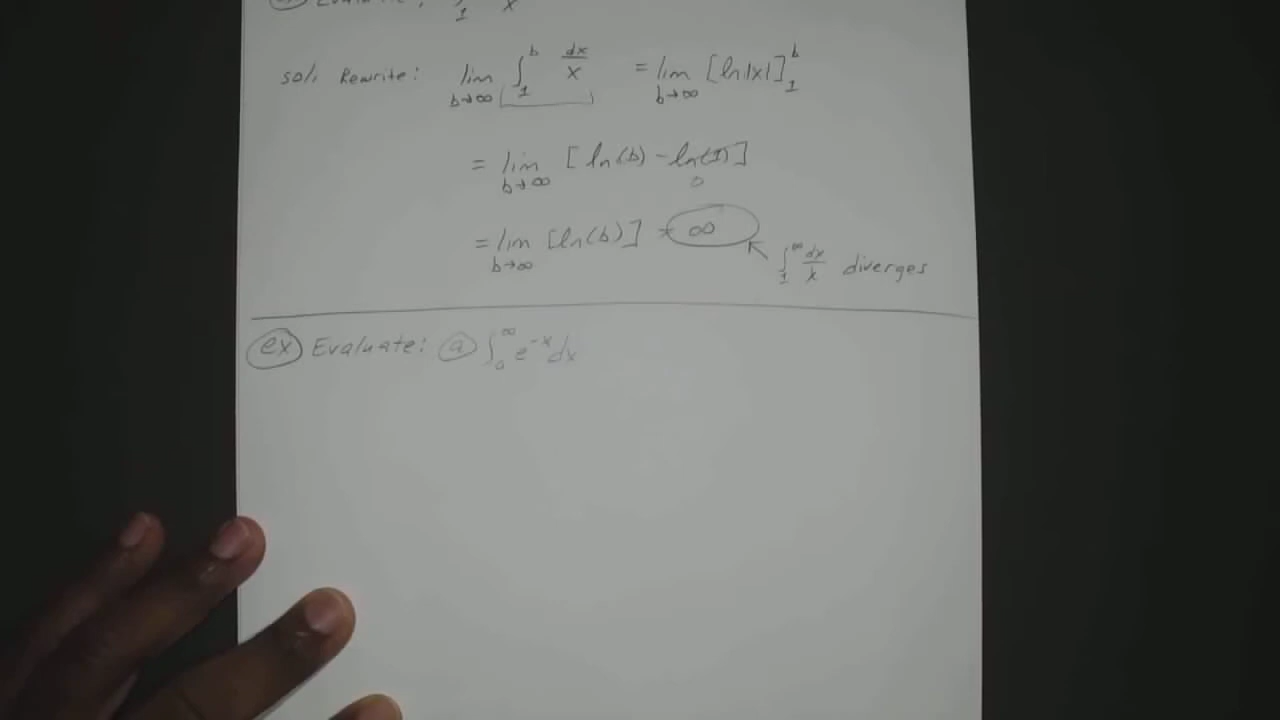 1 x
sol: Rewrite: lim b→∞ ∫₁ᵇ dx/x = lim b→∞ [ln|x|]₁ᵇ
= lim b→∞ [ln(b) - ln(1)] 0
= lim b→∞ [ln(b)] = ∞
∫₁^∞ dx/x diverges
ex Evaluate: a ∫₀^∞ e^-x dx